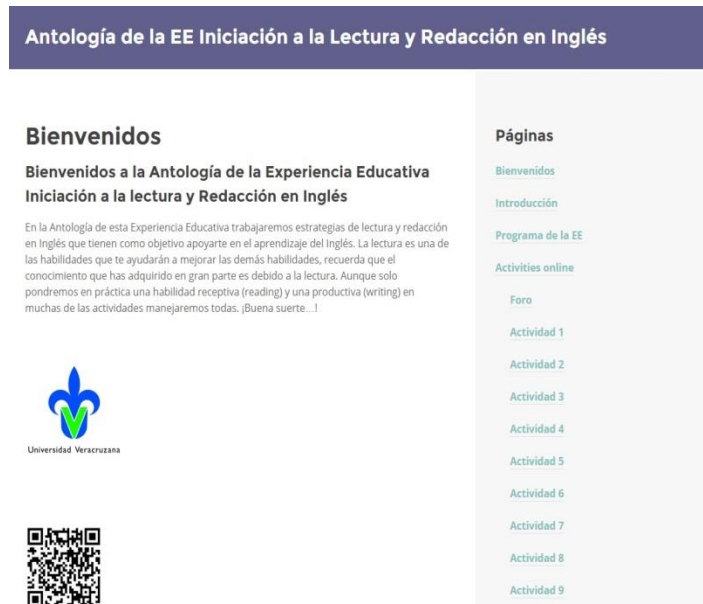 Antología de la EE Iniciación a la Lectura y Redacción en Inglés
Bienvenidos
Bienvenidos a la Antología de la Experiencia Educativa
Iniciación a la lectura y Redacción en Inglés
En la Antología de esta Experiencia Educativa trabajaremos estrategias de lectura y redacción
en Inglés que tienen como objetivo apoyarte en el aprendizaje del Inglés. La lectura es una de
las habilidades que te ayudarán a mejorar las demás habilidades, recuerda que el
conocimiento que has adquirido en gran parte es debido a la lectura. Aunque solo
pondremos en práctica una habilidad receptiva (reading) y una productiva (writing) en
muchas de las actividades manejaremos todas. ¡Buena suerte…!
Universidad Veracruzana
Páginas
Bienvenidos
Introducción
Programa de la EE
Activities online
Foro
Actividad 1
Actividad 2
Actividad 3
Actividad 4
Actividad 5
Actividad 6
Actividad 7
Actividad 8
Actividad 9